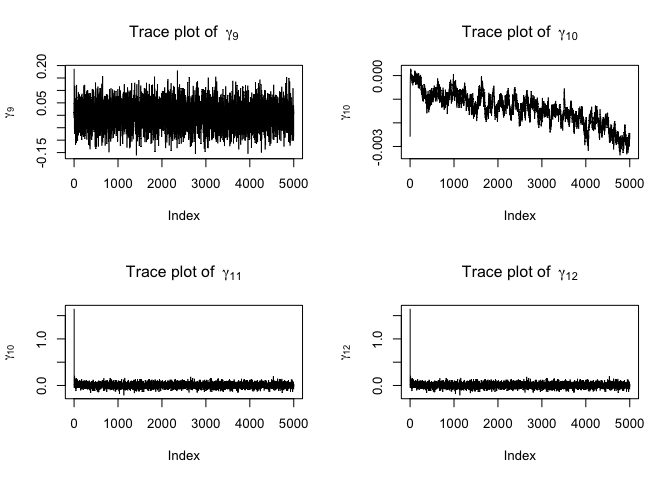 Trace plot of γ9
γ9
-0.15 0.05 0.20
0 1000 2000 3000 4000 5000
Index
Trace plot of γ10
γ10
-0.003 0.000
0 1000 2000 3000 4000 5000
Index
Trace plot of γ11
γ10
0.0 1.0
0 1000 2000 3000 4000 5000
Index
Trace plot of γ12
γ12
0.0 1.0
0 1000 2000 3000 4000 5000
Index